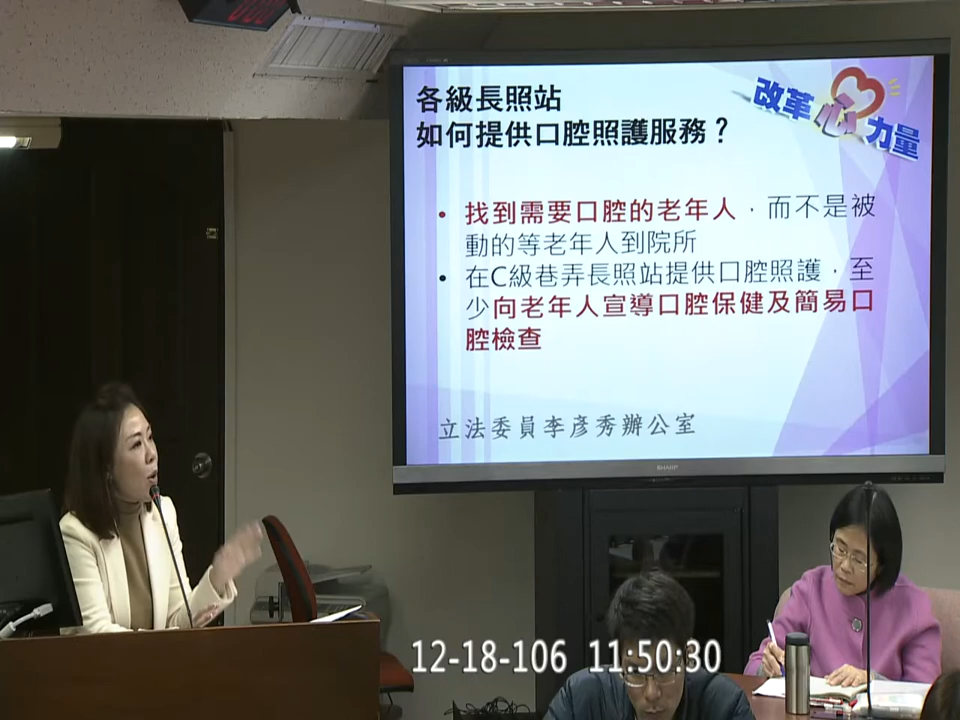 各級長照站
如何提供口腔照護服務？
改革心力量
• 找到需要口腔的老年人，而不是被
動的等老年人到院所
• 在C級巷弄長照站提供口腔照護，至
少向老年人宣導口腔保健及簡易口
腔檢查
立法委員李彥秀辦公室
SHARP
12-18-106 11:50:30